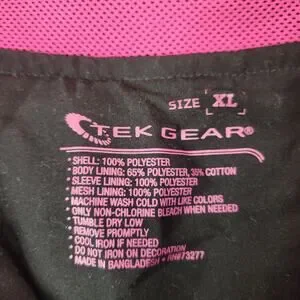 SIZE XL
TEK GEAR®
• SHELL: 100% POLYESTER
• BODY LINING: 65% POLYESTER, 35% COTTON
• SLEEVE LINING: 100% POLYESTER
• MESH LINING: 100% POLYESTER
• MACHINE WASH COLD WITH LIKE COLORS
• ONLY NON-CHLORINE BLEACH WHEN NEEDED
• TUMBLE DRY LOW
• REMOVE PROMPTLY
• COOL IRON IF NEEDED
• DO NOT IRON ON DECORATION
• MADE IN BANGLADESH • RN#73277